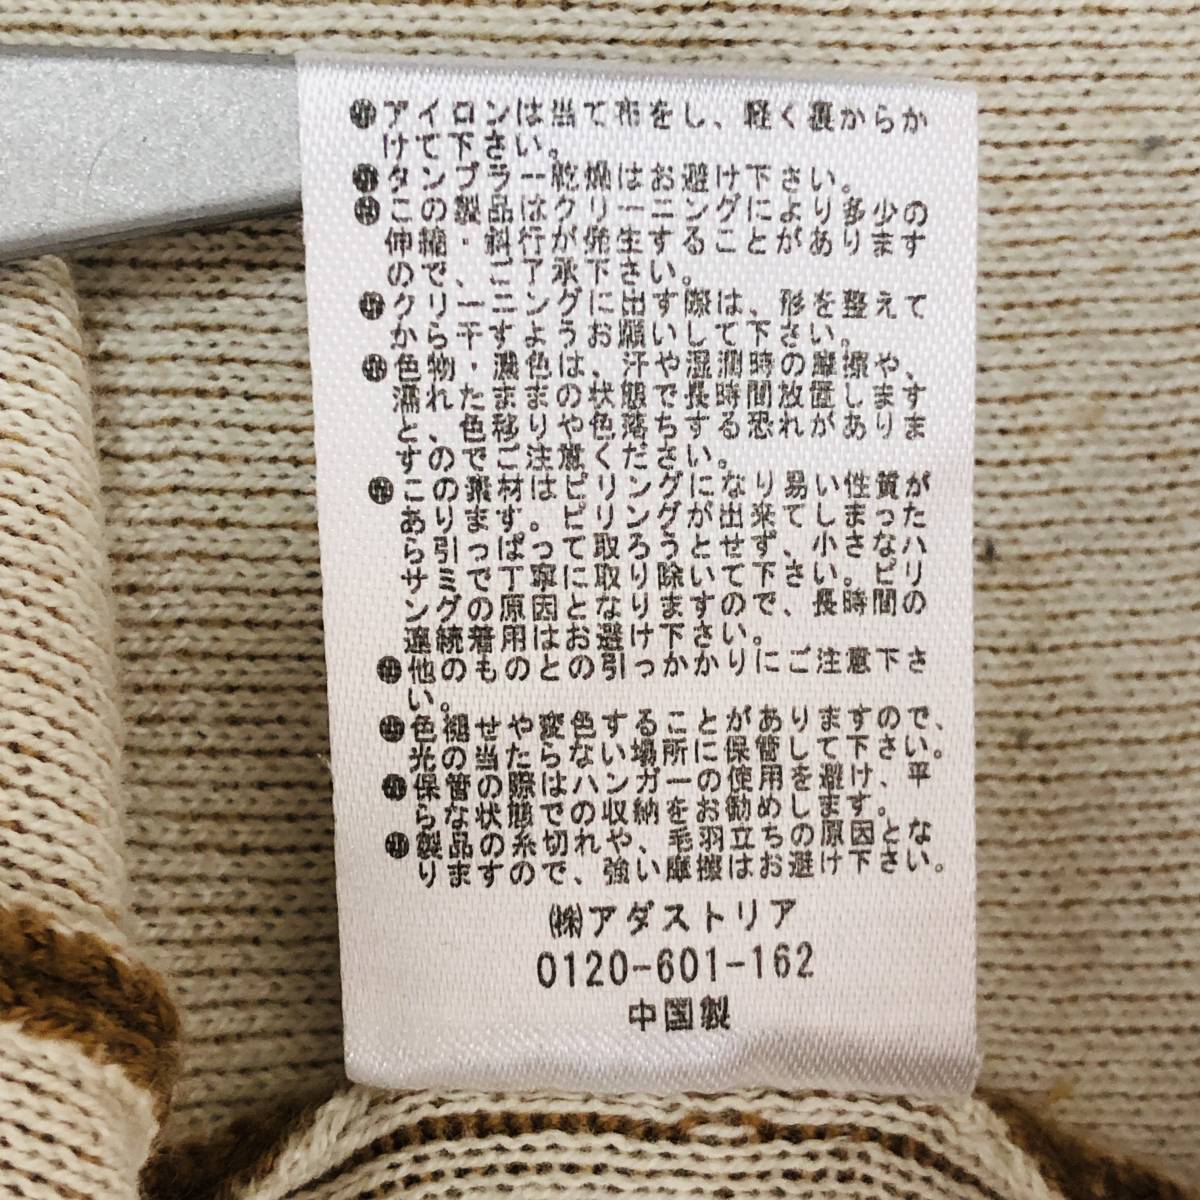 ㊟アイロンは当て布をし、軽く裏からか
けて下さい。
㊟タンブラー乾燥はお避け下さい。
㊟この製品はクリーニングにより多少の
伸縮・斜行が発生することがあります
ので、ご了承下さい。
㊟クリーニングに出す際は、形を整えて
から干すようお願いして下さい。
㊟色物・濃色は、汗や湿潤時の摩擦や、
濡れたままの状態で長時間放置します
と、色移りや色落ちする恐れがありま
すのでご注意ください。
㊟この素材はピリングになり易い性質が
あります。ピリングが出来てしまった
ら引っぱって取ろうとせず、小さなハ
サミで丁寧に取り除いて下さい。ピリ
ングの原因となりますので、長時間の
連続着用はお避け下さい。
㊟他のものとの引っかかりにご注意下さ
い。
㊟色褪せや変色することがありますので、
光の当たらない場所に保管して下さい。
㊟保管の際はハンガーの使用を避け、平
らな状態での収納をお勧めします。
㊟製品の糸切れや、毛羽立ちの原因とな
りますので、強い摩擦はお避け下さい。
㈱アダストリア
0120-601-162
中国製